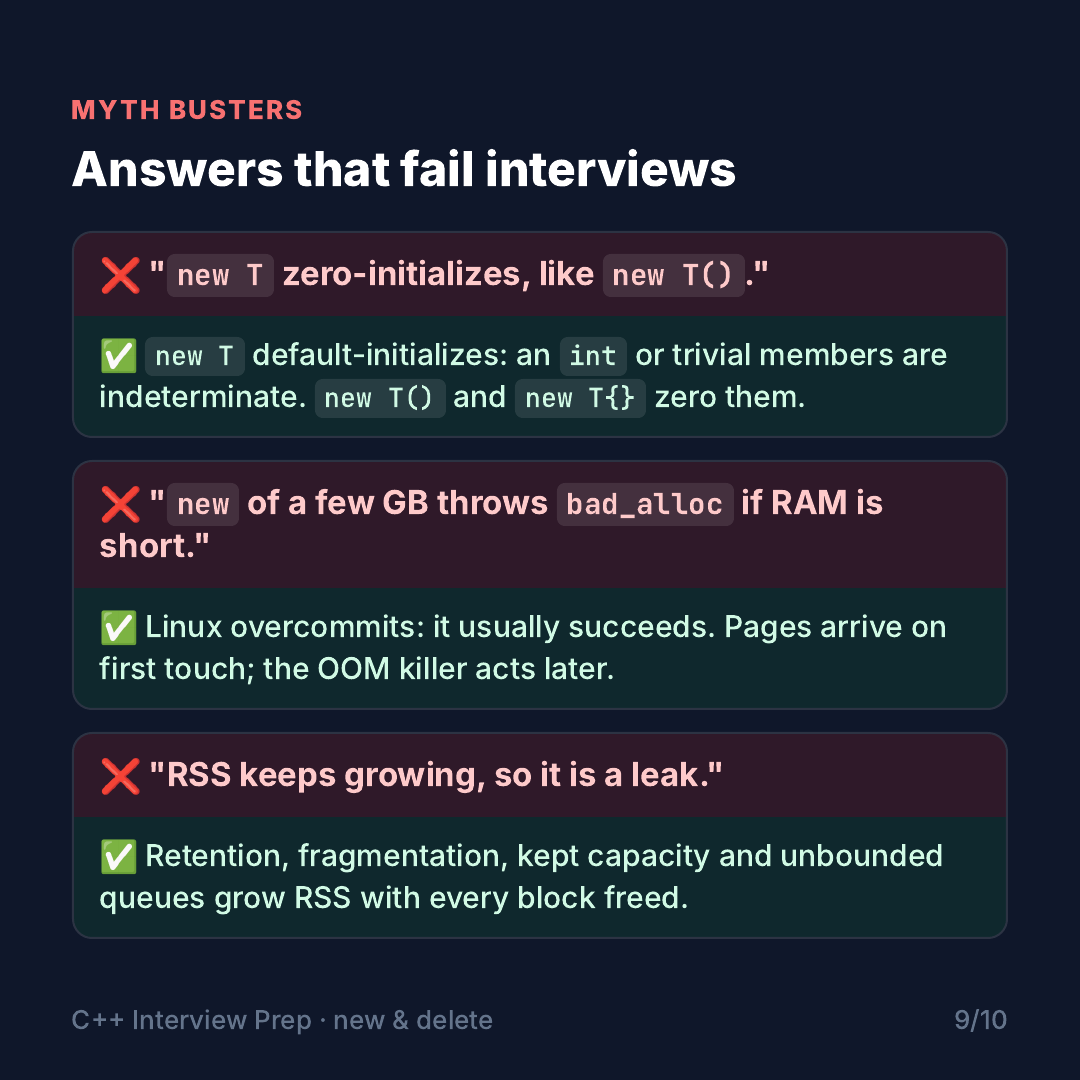 MYTH BUSTERS
Answers that fail interviews
❌ "new T zero-initializes, like new T()."
✅ new T default-initializes: an int or trivial members are
indeterminate. new T() and new T{} zero them.
❌ "new of a few GB throws bad_alloc if RAM is
short."
✅ Linux overcommits: it usually succeeds. Pages arrive on
first touch; the OOM killer acts later.
❌ "RSS keeps growing, so it is a leak."
✅ Retention, fragmentation, kept capacity and unbounded
queues grow RSS with every block freed.
C++ Interview Prep · new & delete
9/10